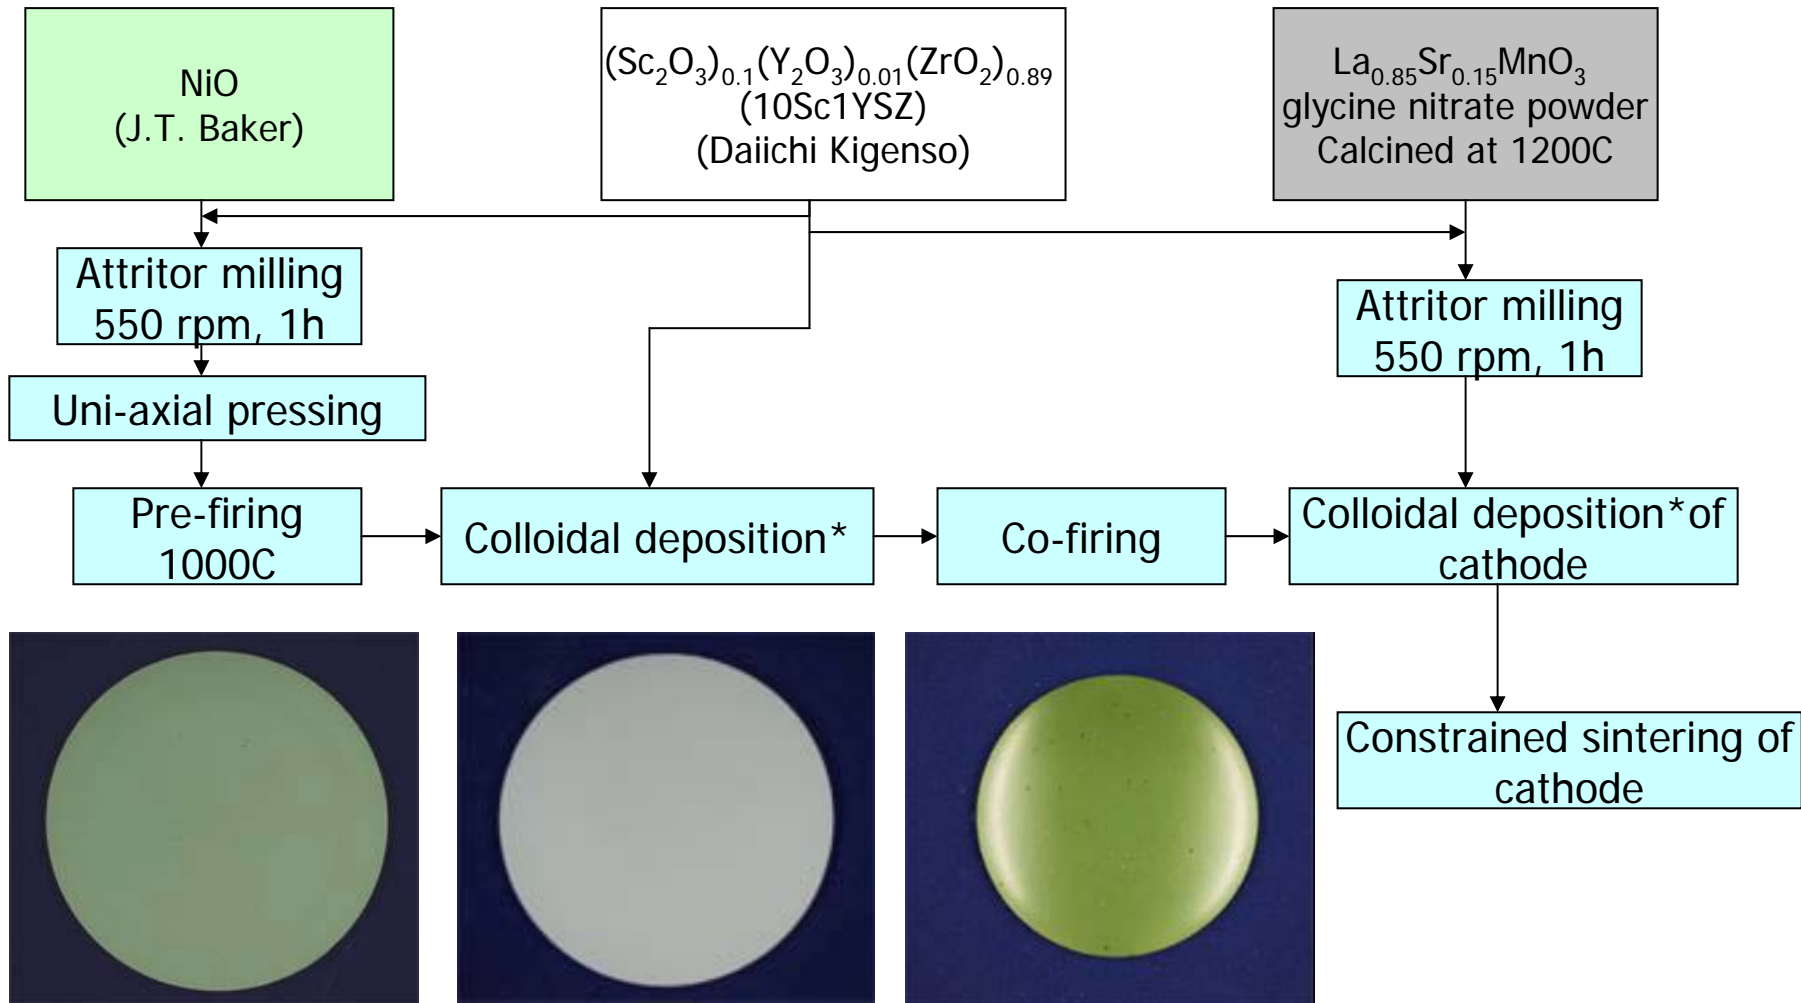 NiO
(J.T. Baker)
(Sc₂O₃)₀.₁(Y₂O₃)₀.₀₁(ZrO₂)₀.₈₉
(10Sc1YSZ)
(Daiichi Kigenso)
La₀.₈₅Sr₀.₁₅MnO₃
glycine nitrate powder
Calcined at 1200C
Attritor milling
550 rpm, 1h
Attritor milling
550 rpm, 1h
Uni-axial pressing
Pre-firing
1000C
Colloidal deposition*
Co-firing
Colloidal deposition*of
cathode
Constrained sintering of
cathode